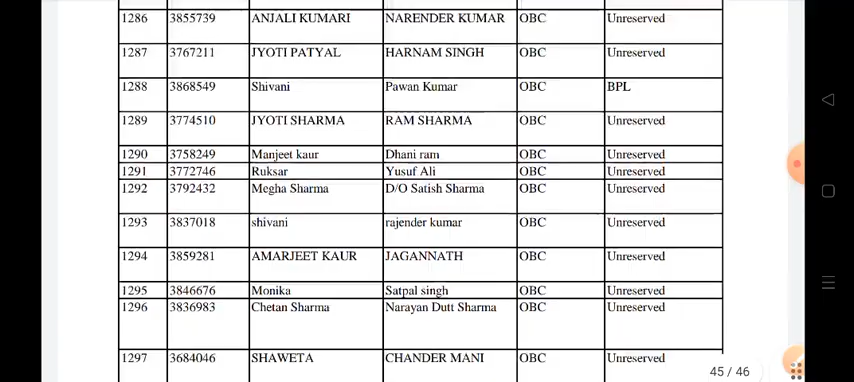 1286 3855739 ANJALI KUMARI NARENDER KUMAR OBC Unreserved
1287 3767211 JYOTI PATYAL HARNAM SINGH OBC Unreserved
1288 3868549 Shivani Pawan Kumar OBC BPL
1289 3774510 JYOTI SHARMA RAM SHARMA OBC Unreserved
1290 3758249 Manjeet kaur Dhani ram OBC Unreserved
1291 3772746 Ruksar Yusuf Ali OBC Unreserved
1292 3792432 Megha Sharma D/O Satish Sharma OBC Unreserved
1293 3837018 shivani rajender kumar OBC Unreserved
1294 3859281 AMARJEET KAUR JAGANNATH OBC Unreserved
1295 3846676 Monika Satpal singh OBC Unreserved
1296 3836983 Chetan Sharma Narayan Dutt Sharma OBC Unreserved
1297 3684046 SHAWETA CHANDER MANI OBC Unreserved
45 / 46